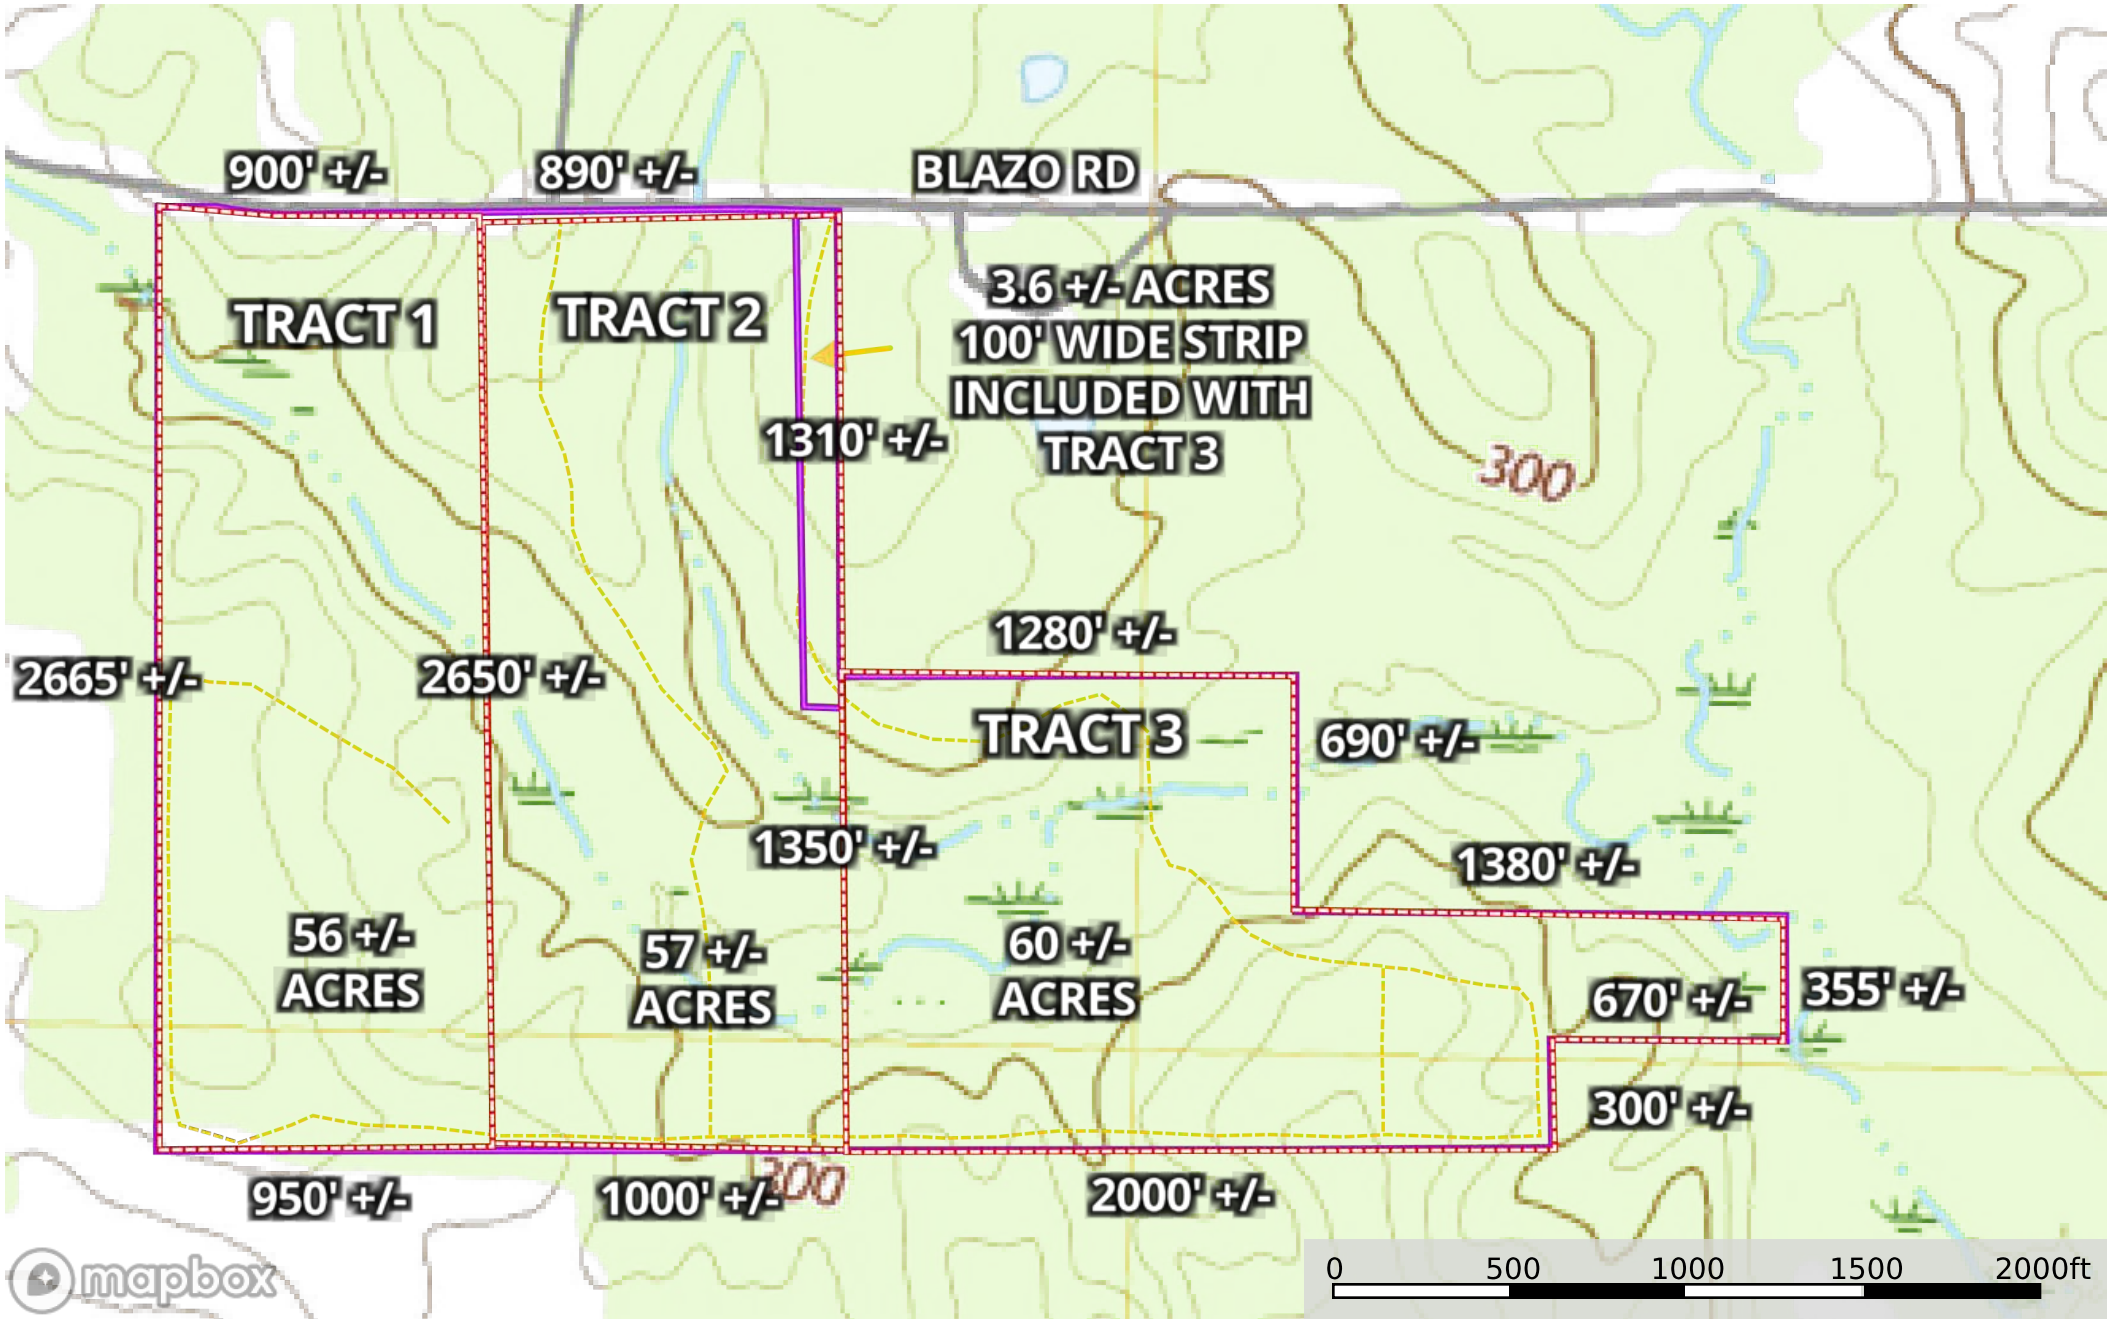 900' +/-
890' +/-
BLAZO RD
TRACT 1
TRACT 2
3.6 +/- ACRES
100' WIDE STRIP
INCLUDED WITH
TRACT 3
1310' +/-
300
1280' +/-
2665' +/-
2650' +/-
TRACT 3
690' +/-
1350' +/-
1380' +/-
56 +/-
ACRES
57 +/-
ACRES
60 +/-
ACRES
670' +/-
355' +/-
300' +/-
950' +/-
1000' +/-
300
2000' +/-
mapbox
0 500 1000 1500 2000ft